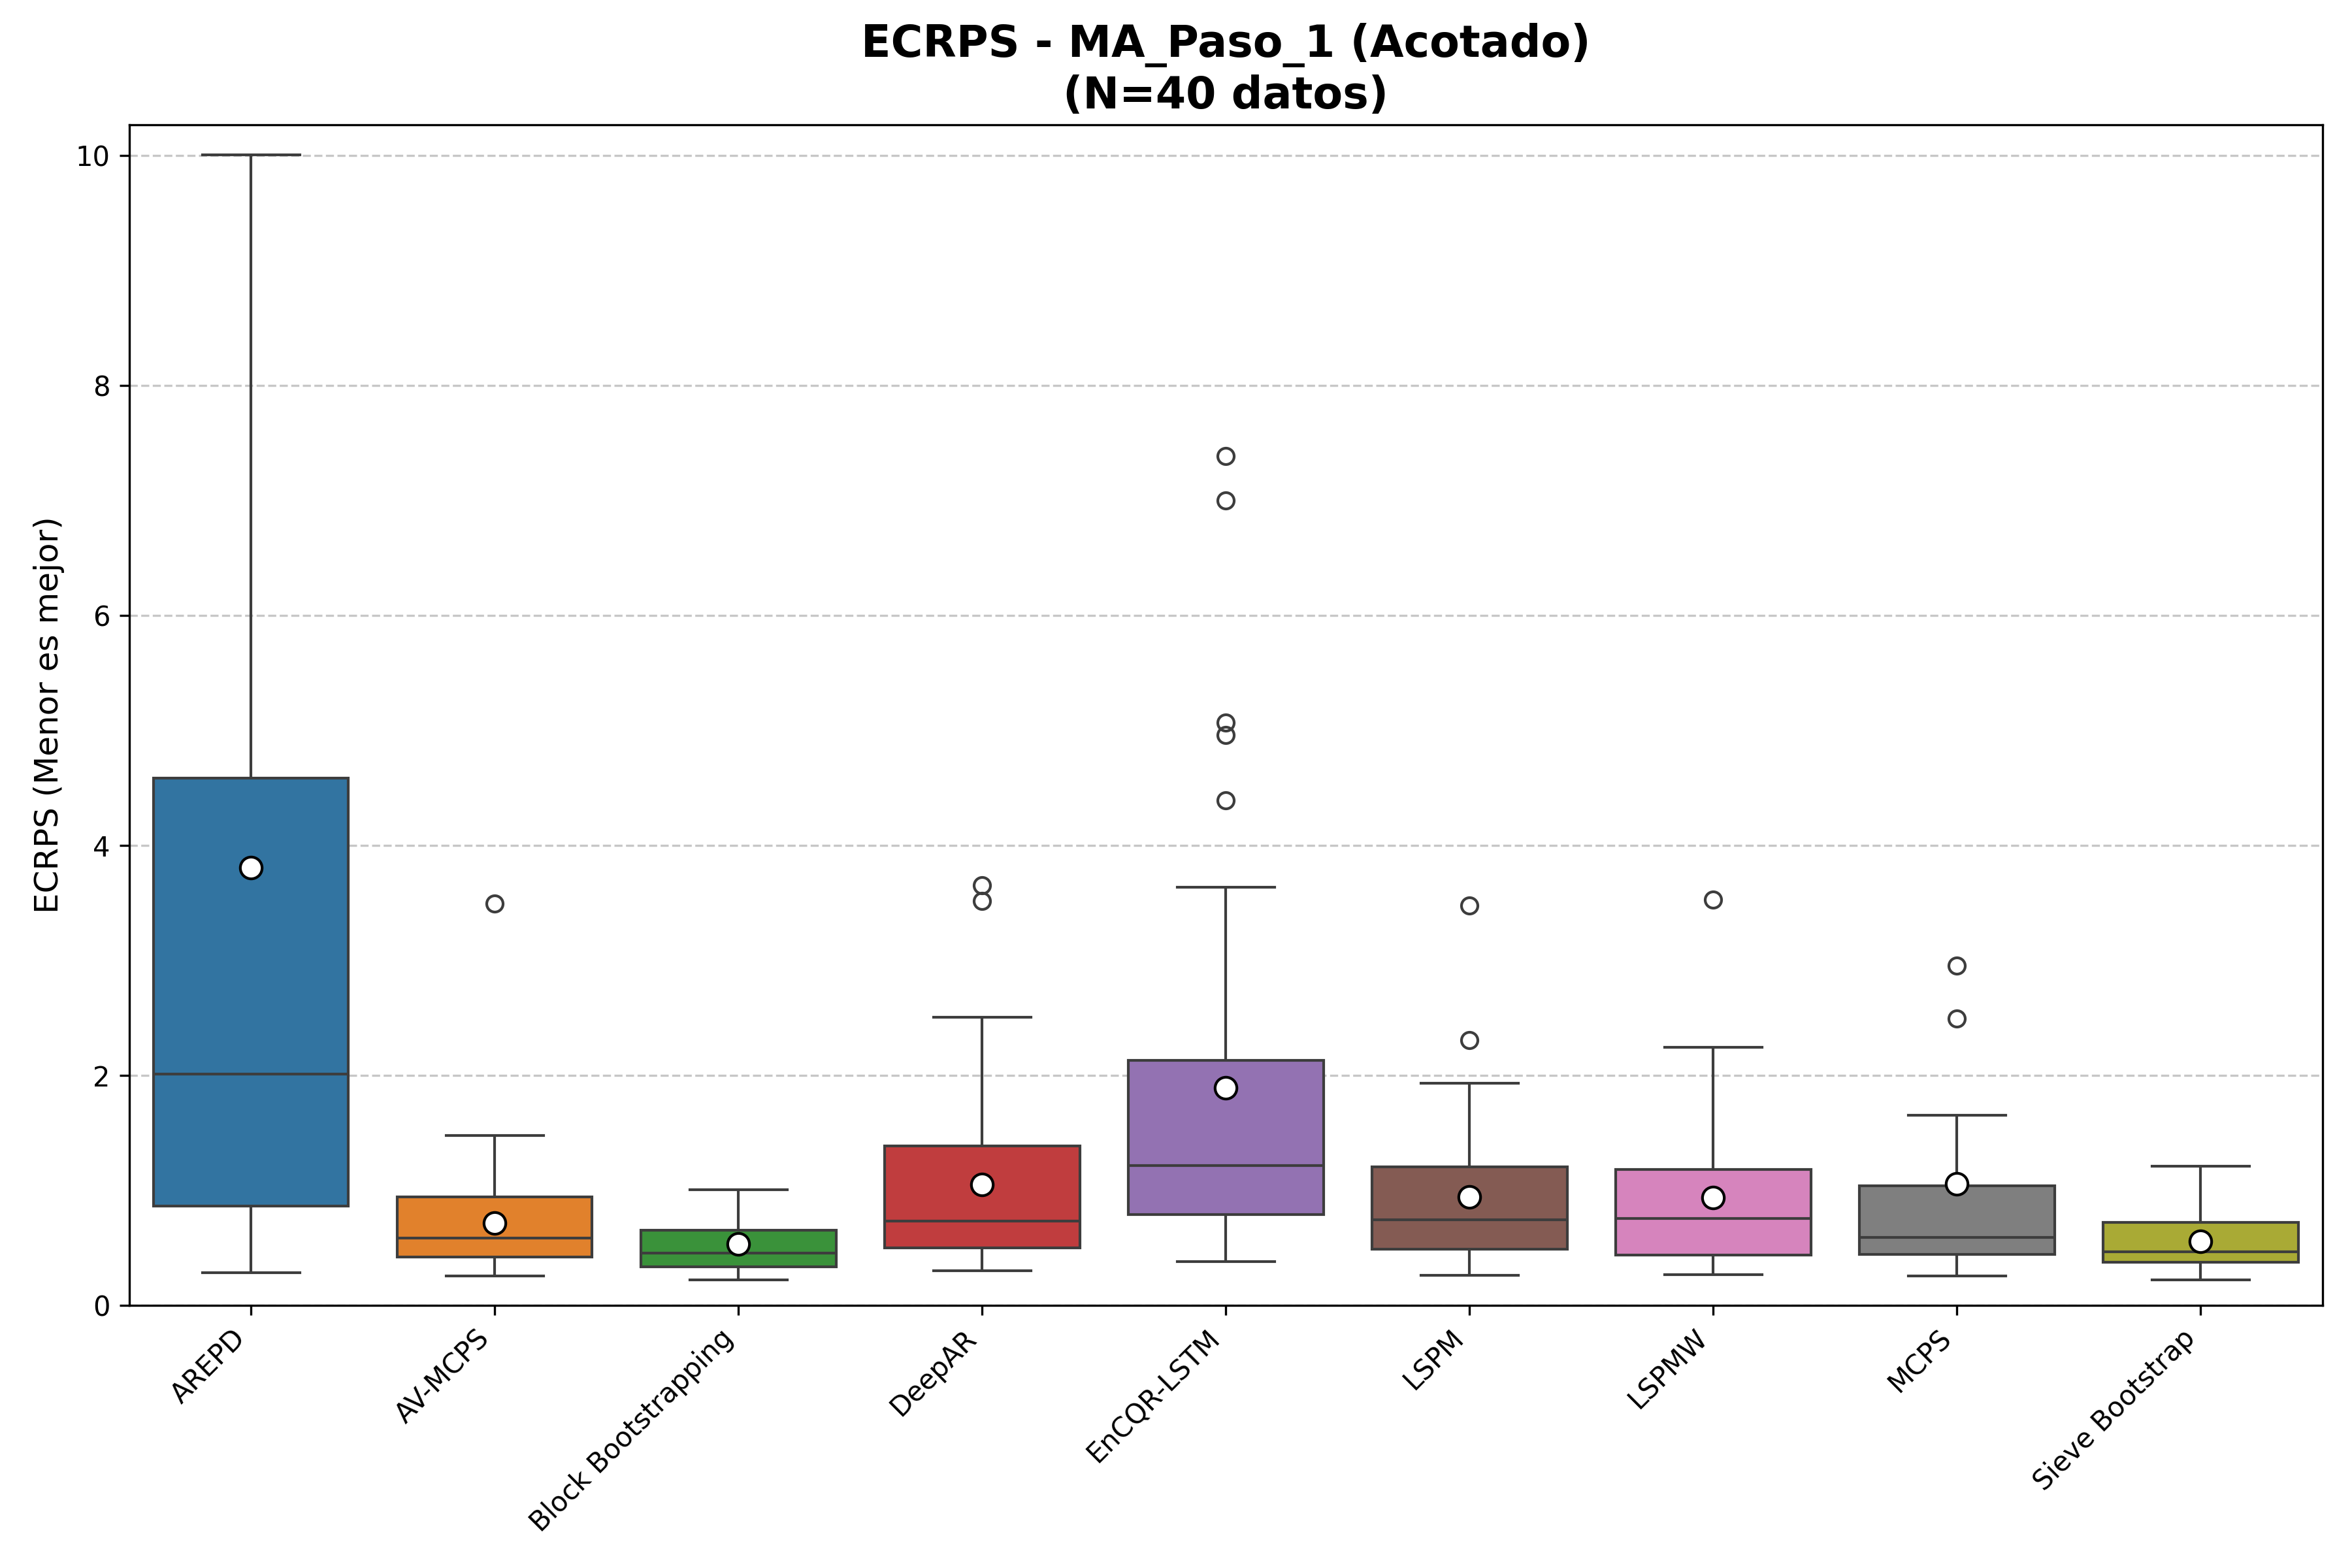 ECRPS - MA_Paso_1 (Acotado)
(N=40 datos)
ECRPS (Menor es mejor)
10
8
6
4
2
0
AREPD
AV-MCPS
Block Bootstrapping
DeepAR
EnCQR-LSTM
LSPM
LSPMW
MCPS
Sieve Bootstrap